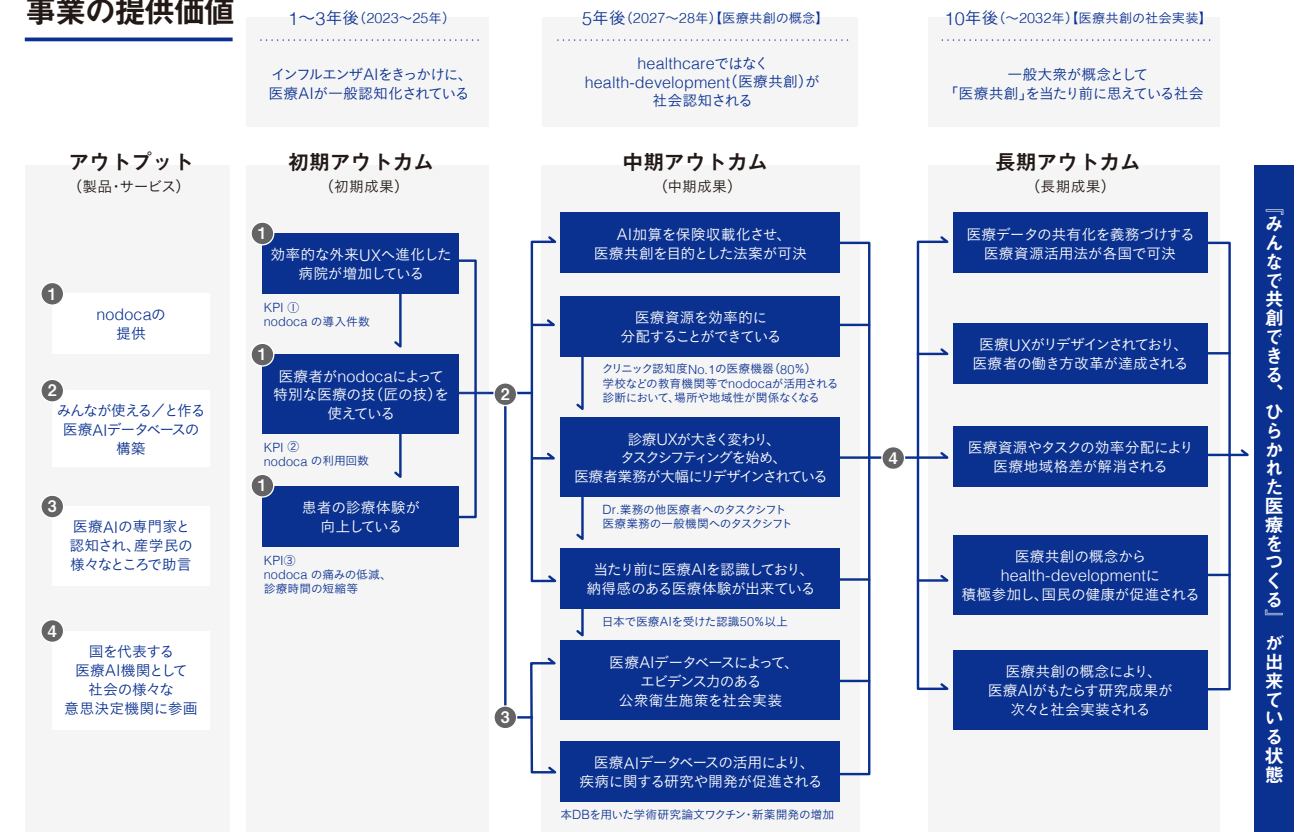 事業の提供価値
1〜3年後(2023〜25年)
インフルエンザAIをきっかけに、
医療AIが一般認知化されている
5年後(2027〜28年)【医療共創の概念】
healthcareではなく
health-development(医療共創)が
社会認知される
10年後(〜2032年)【医療共創の社会実装】
一般大衆が概念として
「医療共創」を当たり前に思えている社会
アウトプット
(製品・サービス)
1
nodocaの
提供
2
みんなが使える/と作る
医療AIデータベースの
構築
3
医療AIの専門家と
認知され、産学民の
様々なところで助言
4
国を代表する
医療AI機関として
社会の様々な
意思決定機関に参画
初期アウトカム
(初期成果)
1
効率的な外来UXへ進化した
病院が増加している
KPI ①
nodoca の導入件数
1
医療者がnodocaによって
特別な医療の技(匠の技)を
使えている
KPI ②
nodoca の利用回数
1
患者の診療体験が
向上している
KPI③
nodoca の痛みの低減、
診療時間の短縮等
2
3
中期アウトカム
(中期成果)
AI加算を保険収載化させ、
医療共創を目的とした法案が可決
医療資源を効率的に
分配することができている
クリニック認知度No.1の医療機器(80%)
学校などの教育機関等でnodocaが活用される
診断において、場所や地域性が関係なくなる
診療UXが大きく変わり、
タスクシフティングを始め、
医療者業務が大幅にリデザインされている
Dr.業務の他医療者へのタスクシフト
医療業務の一般機関へのタスクシフト
当たり前に医療AIを認識しており、
納得感のある医療体験が出来ている
日本で医療AIを受けた認識50%以上
医療AIデータベースによって、
エビデンス力のある
公衆衛生施策を社会実装
医療AIデータベースの活用により、
疾病に関する研究や開発が促進される
本DBを用いた学術研究論文ワクチン・新薬開発の増加
4
長期アウトカム
(長期成果)
医療データの共有化を義務づけする
医療資源活用法が各国で可決
医療UXがリデザインされており、
医療者の働き方改革が達成される
医療資源やタスクの効率分配により
医療地域格差が解消される
医療共創の概念から
health-developmentに
積極参加し、国民の健康が促進される
医療共創の概念により、
医療AIがもたらす研究成果が
次々と社会実装される
『みんなで共創できる、ひらかれた医療をつくる』が出来ている状態